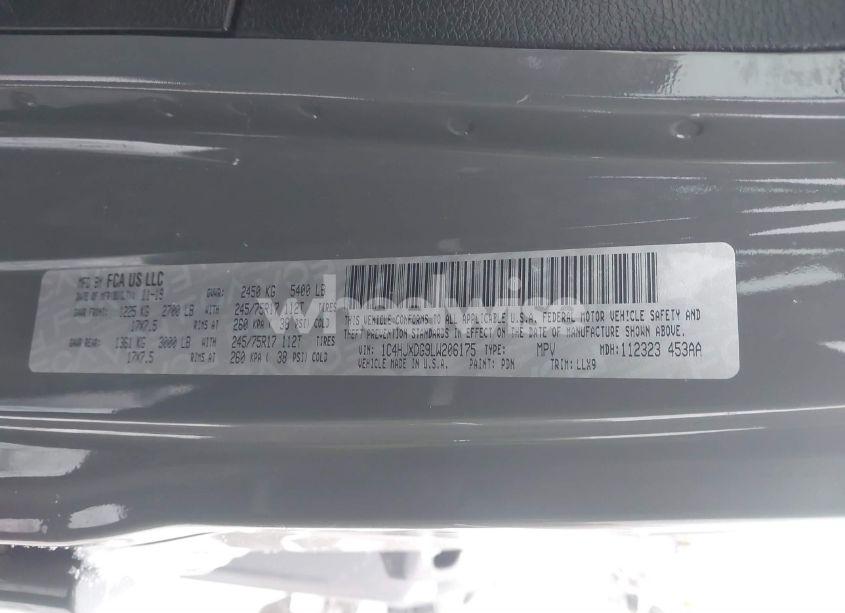 MFG BY FCA US LLC
DATE OF MFR 11-19 GVWR: 2450 KG 5400 LB
GAWR FRONT: 1225 KG 2700 LB WITH 245/75R17 112T TIRES
17X7.5 RIMS AT 260 KPA ( 38 PSI) COLD
GAWR REAR: 1361 KG 3000 LB WITH 245/75R17 112T TIRES
17X7.5 RIMS AT 260 KPA ( 38 PSI) COLD
THIS VEHICLE CONFORMS TO ALL APPLICABLE U.S.A. FEDERAL MOTOR VEHICLE SAFETY AND
THEFT PREVENTION STANDARDS IN EFFECT ON THE DATE OF MANUFACTURE SHOWN ABOVE.
VIN: 1C4HJXDG9LW206175 TYPE: MPV MDH: 112323 453AA
VEHICLE MADE IN U.S.A. PAINT: PDN TRIM: LLX9
wheelwise